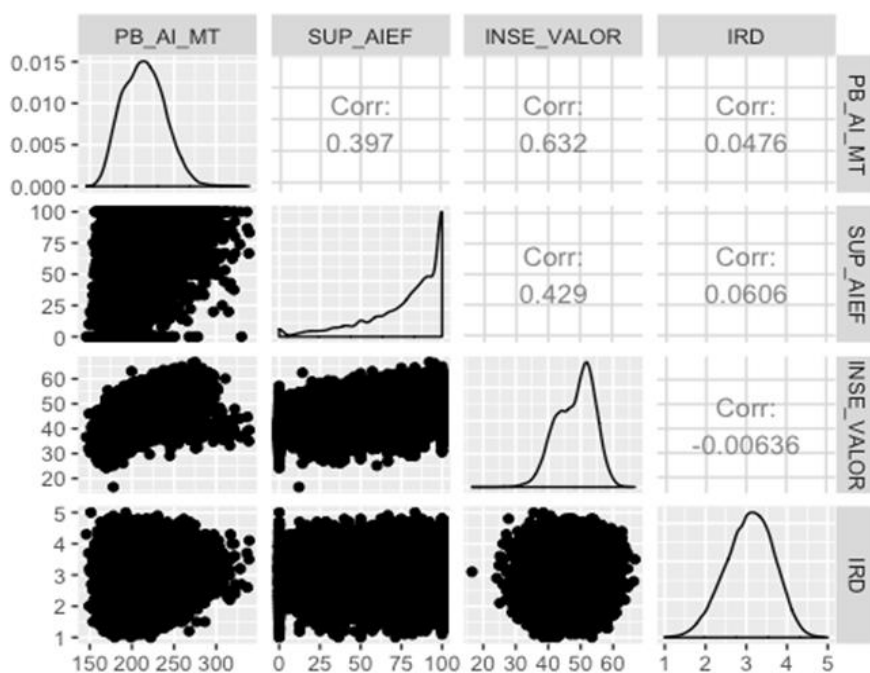 PB_AI_MT SUP_AIEF INSE_VALOR IRD
0.015
0.010
0.005
0.000
Corr:
0.397
Corr:
0.632
Corr:
0.0476
PB_AI_MT
100
75
50
25
0
Corr:
0.429
Corr:
0.0606
SUP_AIEF
60
50
40
30
20
Corr:
-0.00636
INSE_VALOR
5
4
3
2
1
IRD
150 200 250 300 0 25 50 75 100 20 30 40 50 60 1 2 3 4 5